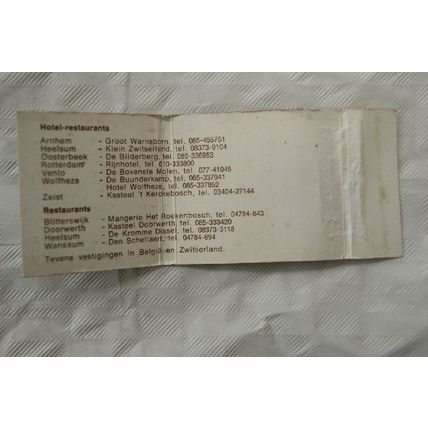 Hotel-restaurants
Arnhem - Groot Warnsborn, tel. 085-455751
Heelsum - Klein Zwitserland, tel. 08373-9104
Oosterbeek - De Bilderberg, tel. 085-336953
Rotterdam - Rijnhotel, tel. 010-333800
Venlo - De Bovenste Molen, tel. 077-41045
Wolfheze - De Buunderkamp, tel. 085-337941
Hotel Wolfheze, tel. 085-337852
Zeist - Kasteel 't Kerckebosch, tel. 03404-27144
Restaurants
Blitterswijk - Mangerie Het Roekenbosch, tel. 04784-843
Doorwerth - Kasteel Doorwerth, tel. 085-333420
Heelsum - De Kromme Dissel, tel. 08373-3118
Wanssum - Den Schellaert, tel. 04784-694
Tevens vestigingen in België en Zwitserland.